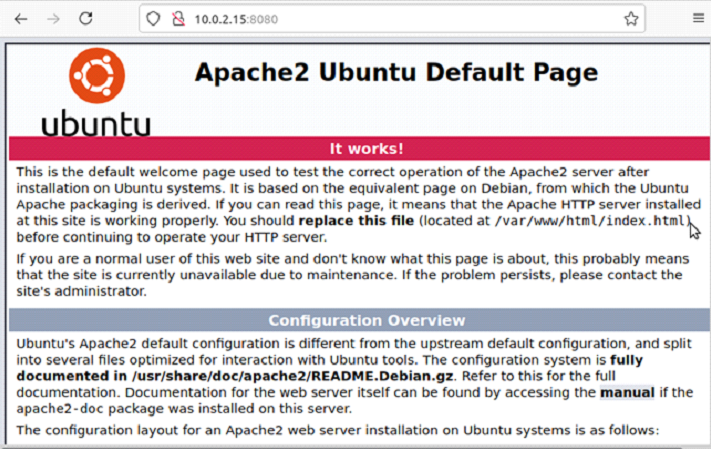 10.0.2.15:8080
ubuntu
Apache2 Ubuntu Default Page
It works!
This is the default welcome page used to test the correct operation of the Apache2 server after
installation on Ubuntu systems. It is based on the equivalent page on Debian, from which the Ubuntu
Apache packaging is derived. If you can read this page, it means that the Apache HTTP server installed
at this site is working properly. You should replace this file (located at /var/www/html/index.html)
before continuing to operate your HTTP server.
If you are a normal user of this web site and don't know what this page is about, this probably means
that the site is currently unavailable due to maintenance. If the problem persists, please contact the
site's administrator.
Configuration Overview
Ubuntu's Apache2 default configuration is different from the upstream default configuration, and split
into several files optimized for interaction with Ubuntu tools. The configuration system is fully
documented in /usr/share/doc/apache2/README.Debian.gz. Refer to this for the full
documentation. Documentation for the web server itself can be found by accessing the manual if the
apache2-doc package was installed on this server.
The configuration layout for an Apache2 web server installation on Ubuntu systems is as follows: